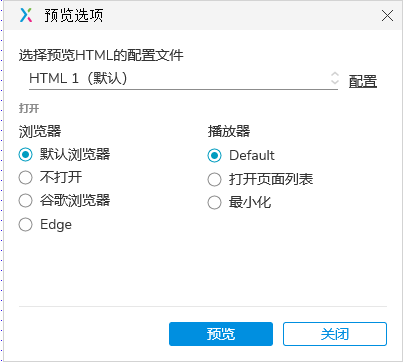 预览选项
选择预览HTML的配置文件
HTML 1（默认）
配置
打开
浏览器
播放器
默认浏览器
Default
不打开
打开页面列表
谷歌浏览器
最小化
Edge
预览
关闭